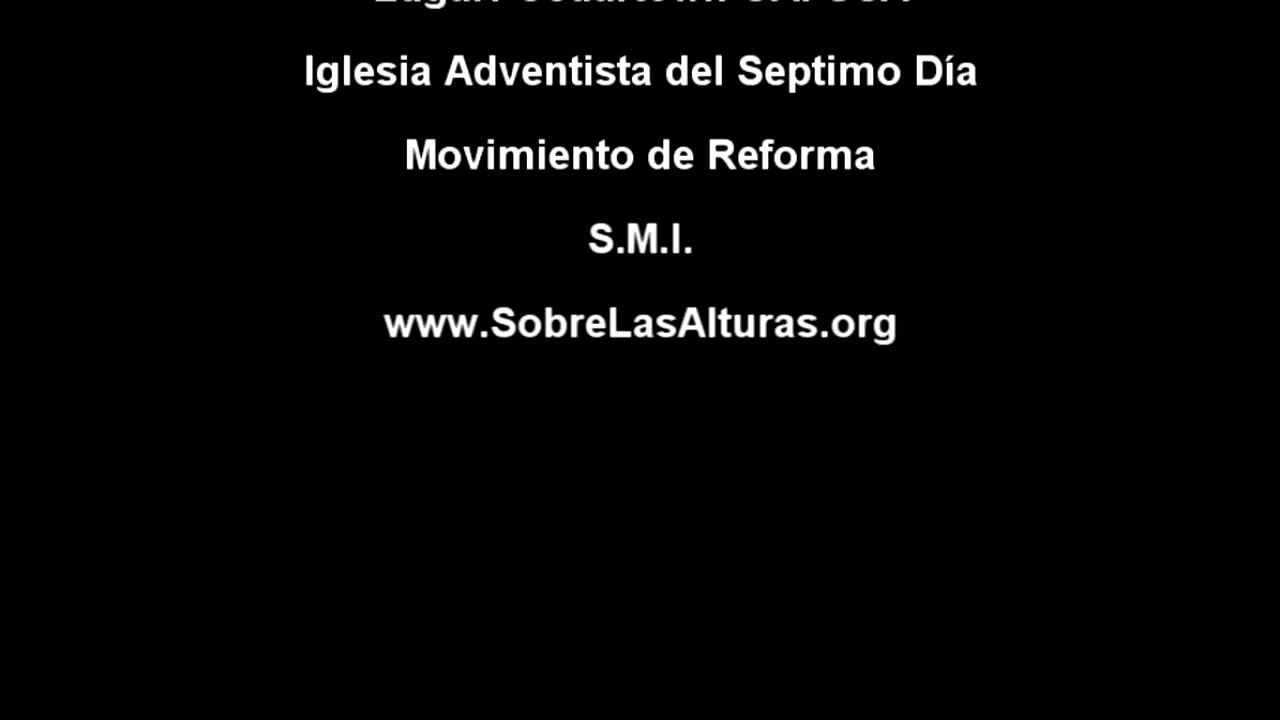 Iglesia Adventista del Septimo Día
Movimiento de Reforma
S.M.I.
www.SobreLasAlturas.org